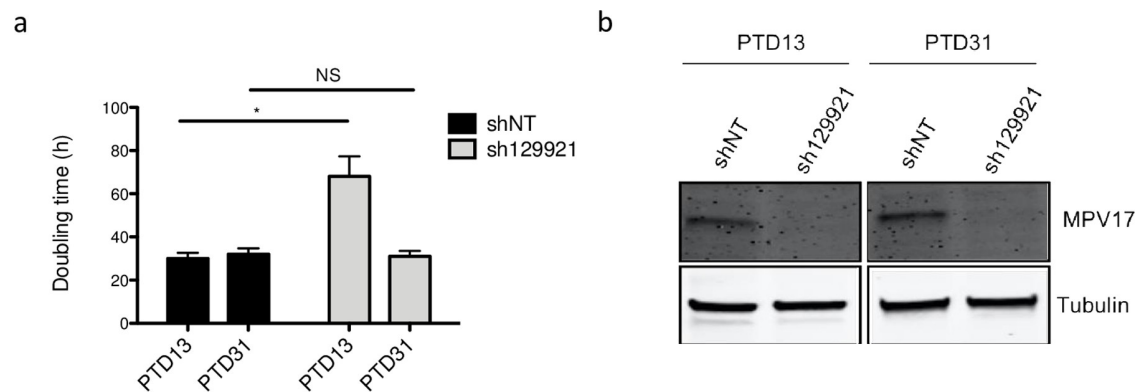 a
NS
*
100
80
60
40
20
0
Doubling time (h)
PTD13
PTD31
PTD13
PTD31
shNT
sh129921
b
PTD13
PTD31
shNT
sh129921
shNT
sh129921
MPV17
Tubulin